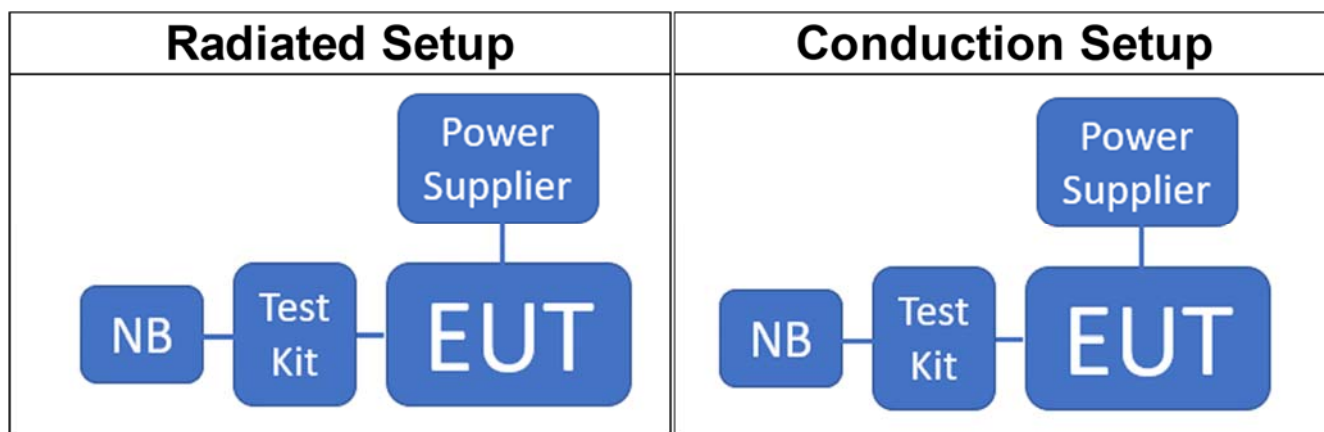 Radiated Setup
Conduction Setup
Power
Supplier
NB
Test
Kit
EUT
Power
Supplier
NB
Test
Kit
EUT